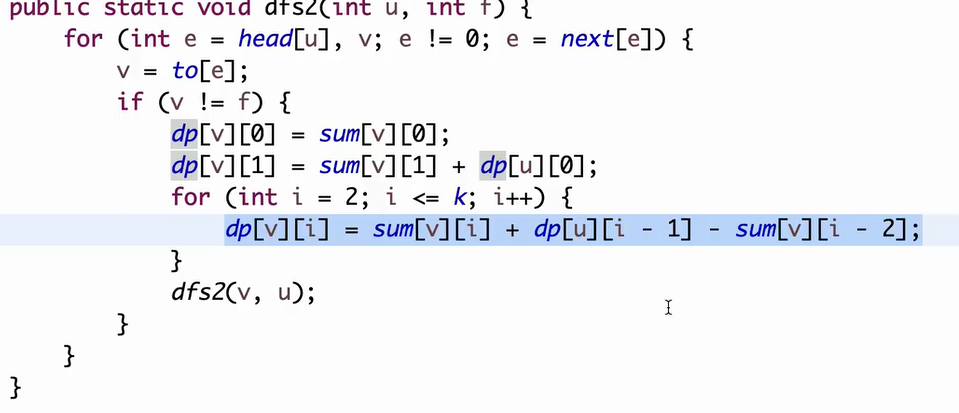 public static void dfs2(int u, int f) {
for (int e = head[u], v; e != 0; e = next[e]) {
v = to[e];
if (v != f) {
dp[v][0] = sum[v][0];
dp[v][1] = sum[v][1] + dp[u][0];
for (int i = 2; i <= k; i++) {
dp[v][i] = sum[v][i] + dp[u][i - 1] - sum[v][i - 2];
}
dfs2(v, u);
}
}
}